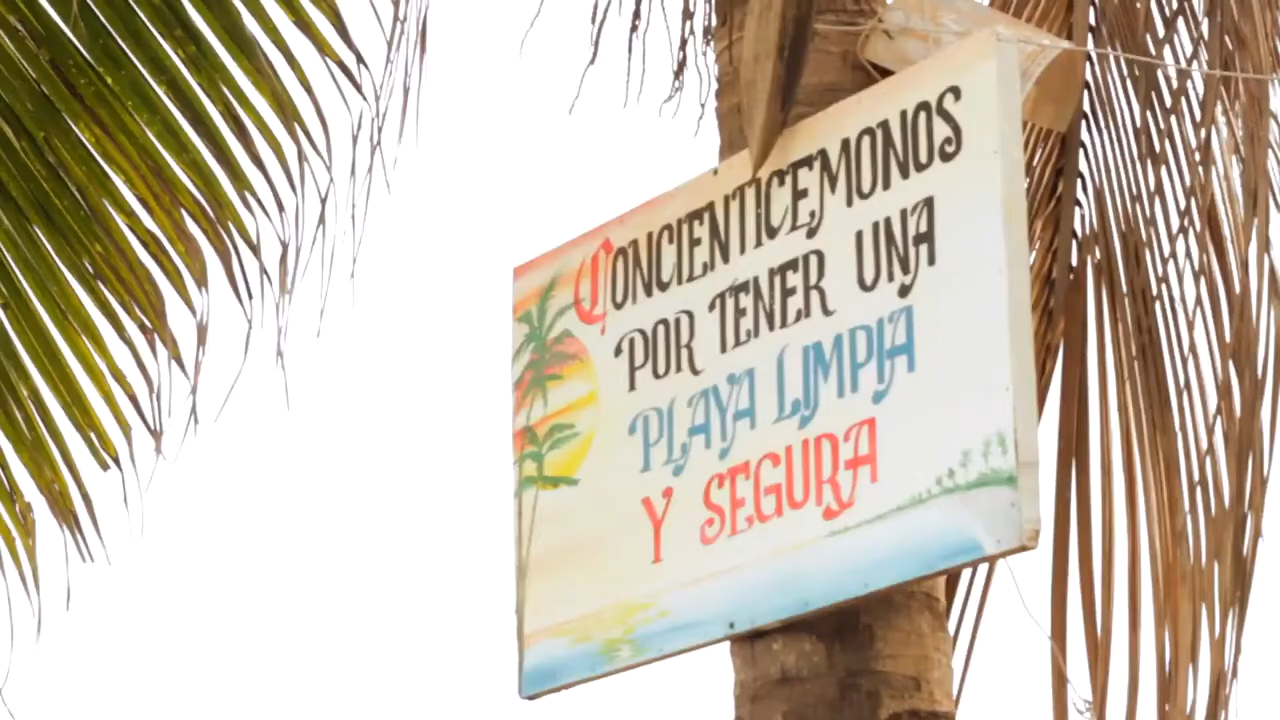 CONCIENTICEMONOS
POR TENER UNA
PLAYA LIMPIA
Y SEGURA